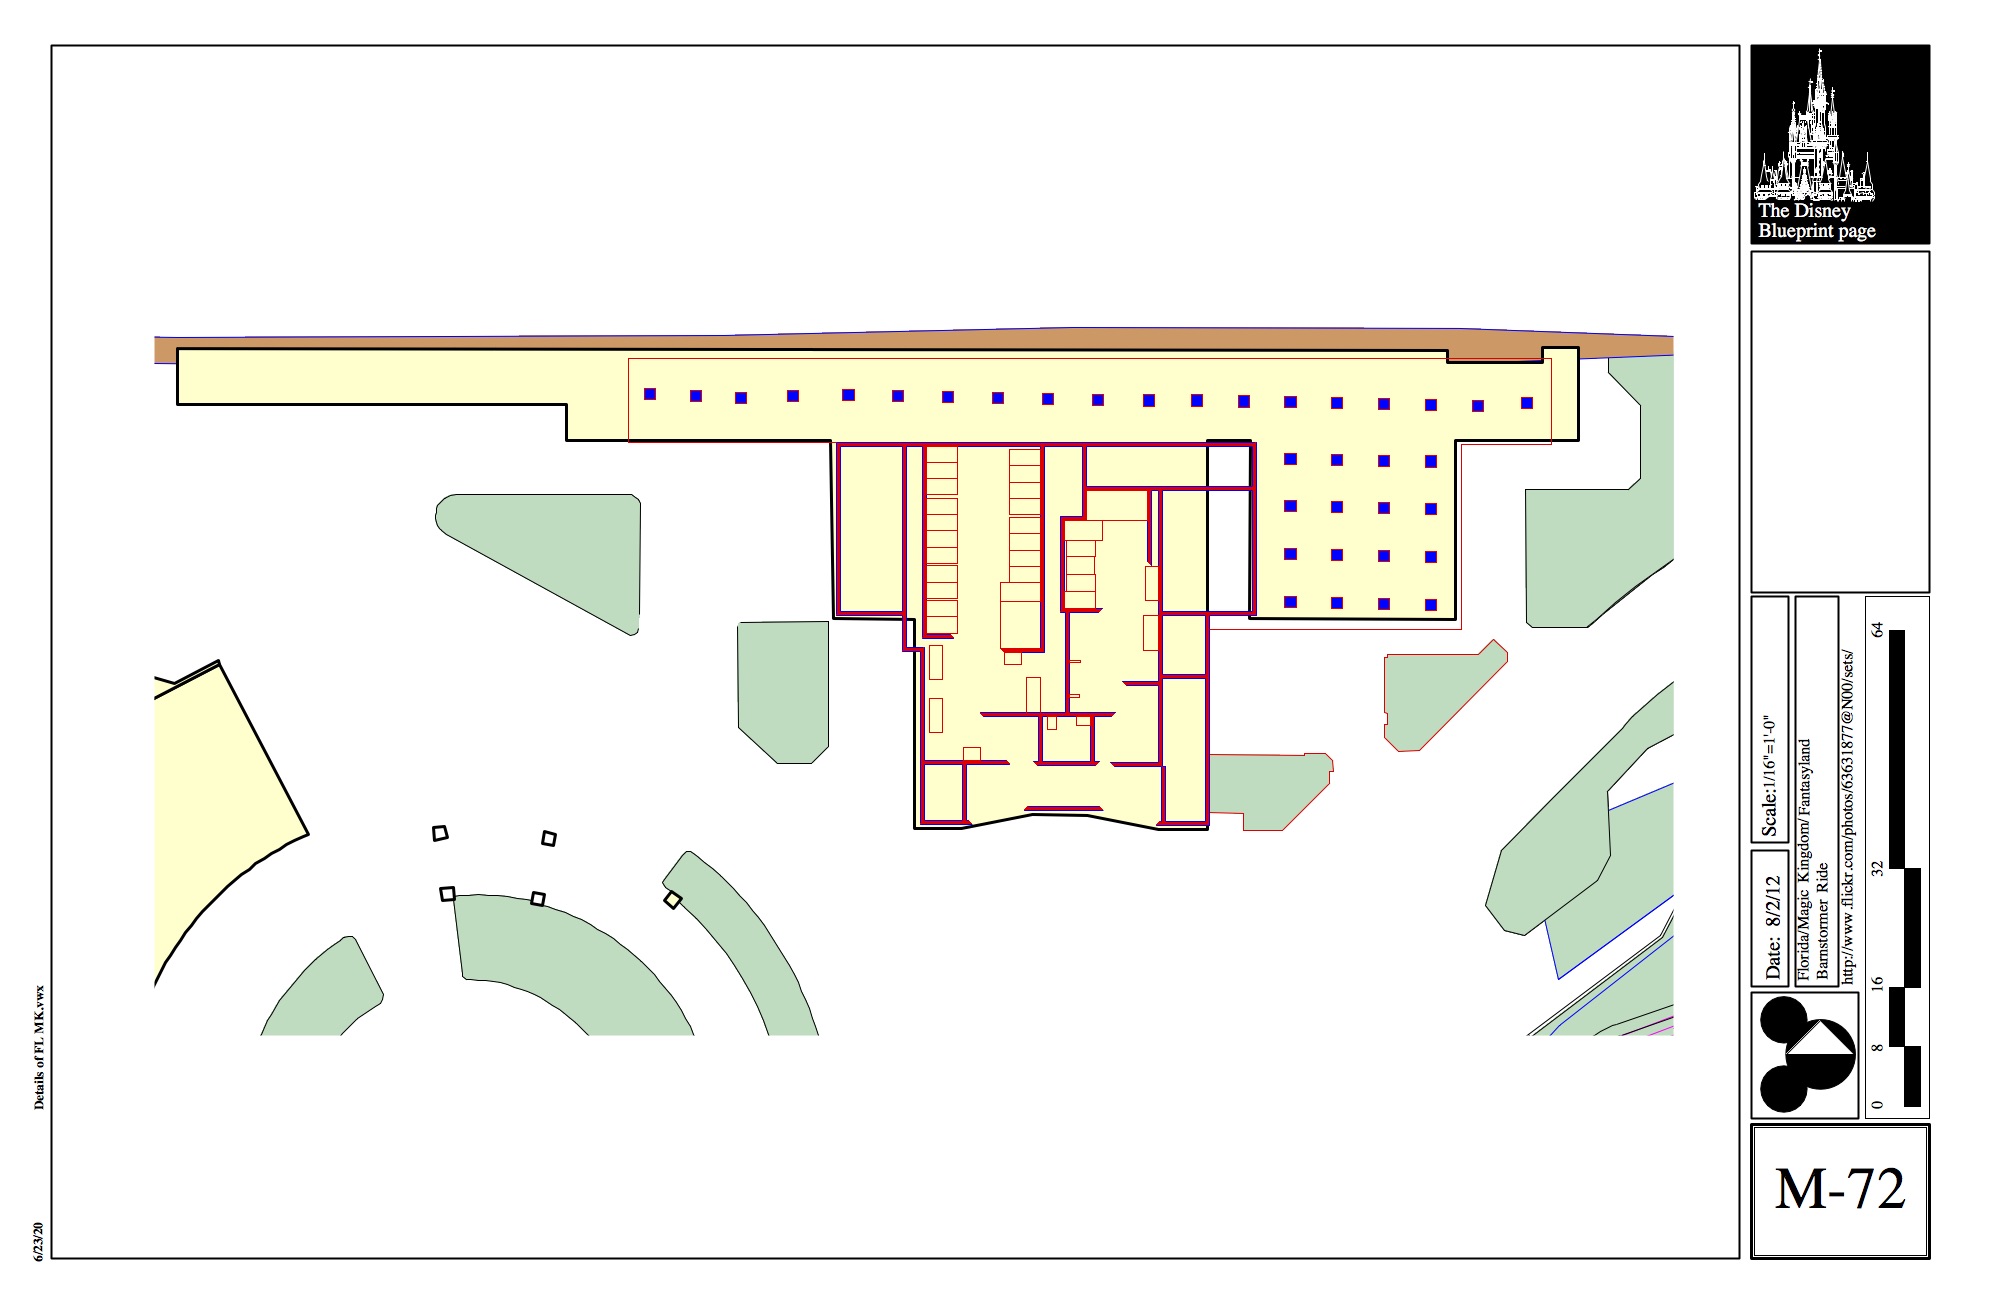 The Disney
Blueprint page
Scale:1/16"=1'-0"
Date: 8/2/12
Florida/Magic Kingdom/Fantasyland
Barnstormer Ride
http://www.flickr.com/photos/63631877@N00/sets/
64
32
16
8
0
M-72
Details of FL MK.vwx
6/23/20